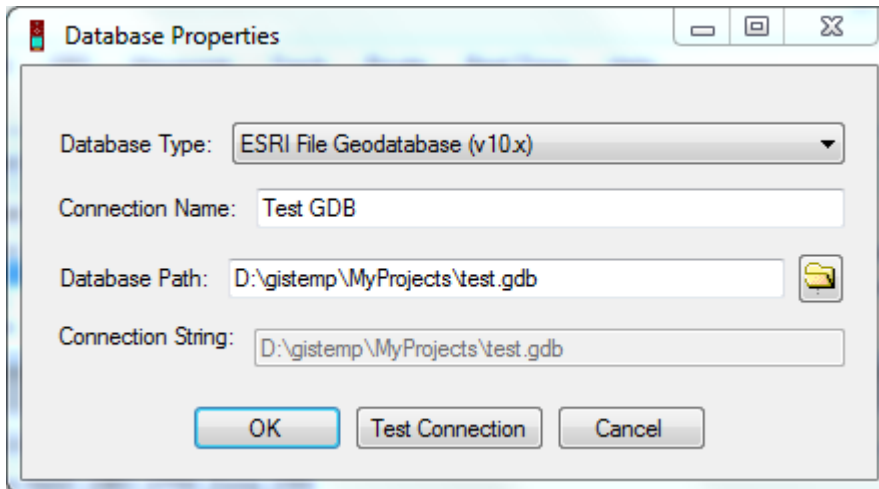 Database Properties
Database Type: ESRI File Geodatabase (v10.x)
Connection Name: Test GDB
Database Path: D:\gistemp\MyProjects\test.gdb
Connection String: D:\gistemp\MyProjects\test.gdb
OK Test Connection Cancel